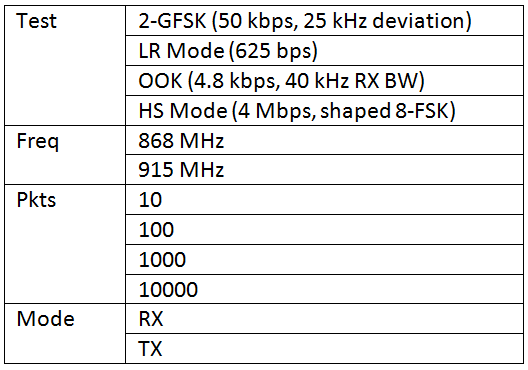 Test 2-GFSK (50 kbps, 25 kHz deviation)
LR Mode (625 bps)
OOK (4.8 kbps, 40 kHz RX BW)
HS Mode (4 Mbps, shaped 8-FSK)
Freq 868 MHz
915 MHz
Pkts 10
100
1000
10000
Mode RX
TX